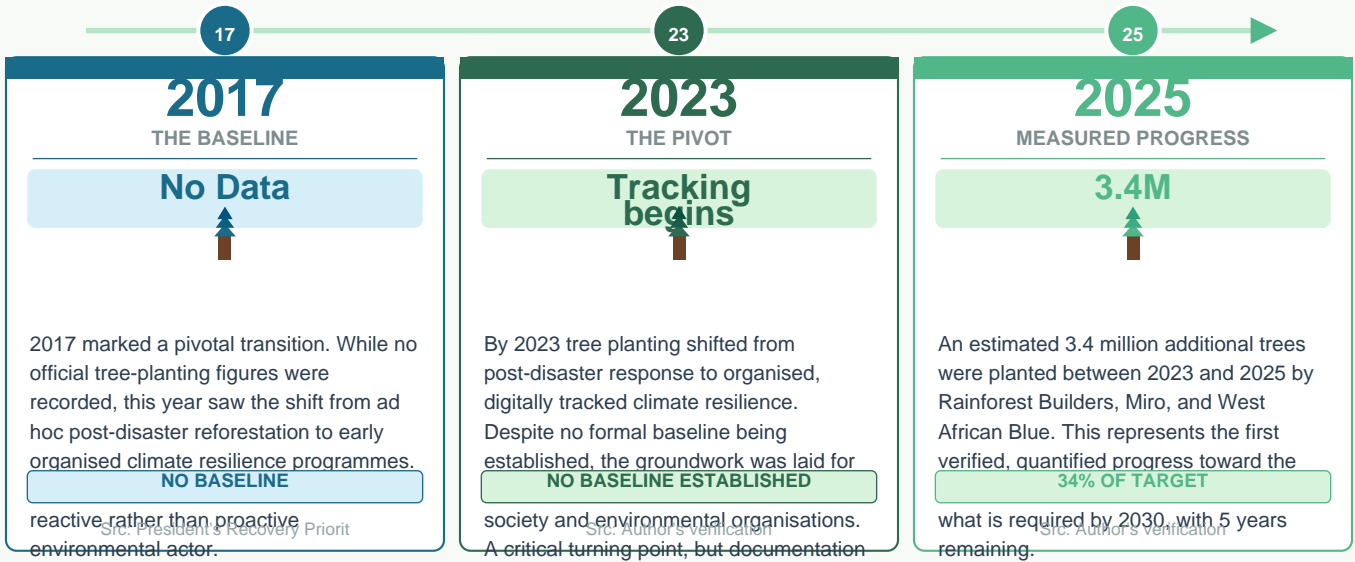 17
23
25
2017
THE BASELINE
No Data
2017 marked a pivotal transition. While no
official tree-planting figures were
recorded, this year saw the shift from ad
hoc post-disaster reforestation to early
organised climate resilience programmes.
NO BASELINE
reactive rather than proactive
Src: President's Recovery Priorit
environmental actor.
2023
THE PIVOT
Tracking
begins
By 2023 tree planting shifted from
post-disaster response to organised,
digitally tracked climate resilience.
Despite no formal baseline being
established, the groundwork was laid for
NO BASELINE ESTABLISHED
society and environmental organisations.
Src: Author's verification
A critical turning point, but documentation
2025
MEASURED PROGRESS
3.4M
An estimated 3.4 million additional trees
were planted between 2023 and 2025 by
Rainforest Builders, Miro, and West
African Blue. This represents the first
verified, quantified progress toward the
34% OF TARGET
what is required by 2030, with 5 years
Src: Author's verification
remaining.